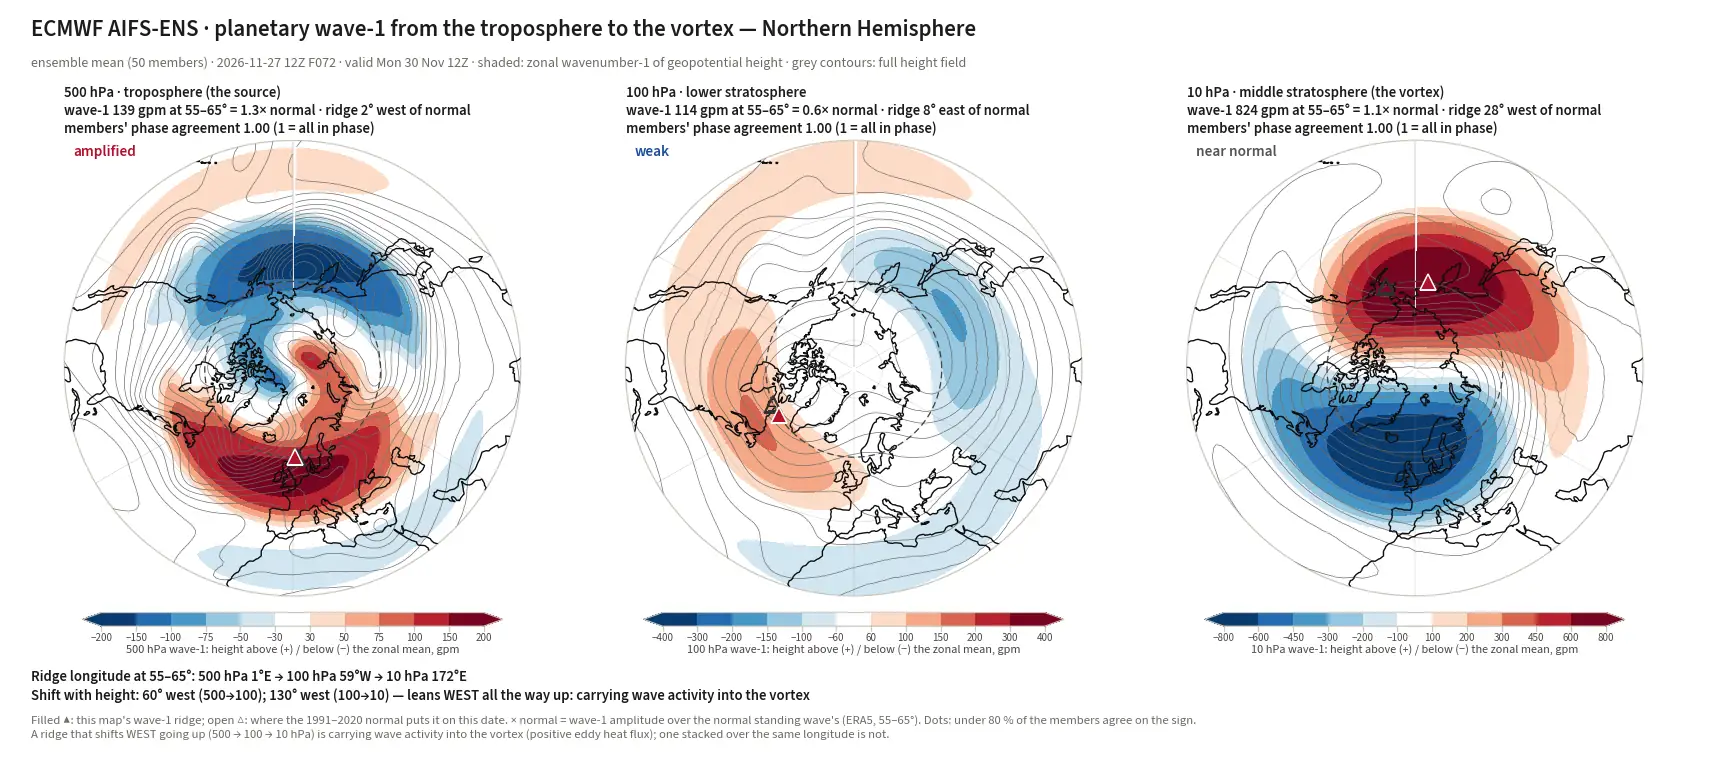 ECMWF AIFS-ENS · planetary wave-1 from the troposphere to the vortex — Northern Hemisphere
ensemble mean (50 members) · 2026-11-27 12Z F072 · valid Mon 30 Nov 12Z · shaded: zonal wavenumber-1 of geopotential height · grey contours: full height field
500 hPa · troposphere (the source)
wave-1 139 gpm at 55–65° = 1.3× normal · ridge 2° west of normal
members' phase agreement 1.00 (1 = all in phase)
amplified
100 hPa · lower stratosphere
wave-1 114 gpm at 55–65° = 0.6× normal · ridge 8° east of normal
members' phase agreement 1.00 (1 = all in phase)
weak
10 hPa · middle stratosphere (the vortex)
wave-1 824 gpm at 55–65° = 1.1× normal · ridge 28° west of normal
members' phase agreement 1.00 (1 = all in phase)
near normal
−200 −150 −100 −75 −50 −30 30 50 75 100 150 200
500 hPa wave-1: height above (+) / below (−) the zonal mean, gpm
−400 −300 −200 −150 −100 −60 60 100 150 200 300 400
100 hPa wave-1: height above (+) / below (−) the zonal mean, gpm
−800 −600 −450 −300 −200 −100 100 200 300 450 600 800
10 hPa wave-1: height above (+) / below (−) the zonal mean, gpm
Ridge longitude at 55–65°: 500 hPa 1°E → 100 hPa 59°W → 10 hPa 172°E
Shift with height: 60° west (500→100); 130° west (100→10) — leans WEST all the way up: carrying wave activity into the vortex
Filled ▲: this map's wave-1 ridge; open △: where the 1991–2020 normal puts it on this date. × normal = wave-1 amplitude over the normal standing wave's (ERA5, 55–65°). Dots: under 80 % of the members agree on the sign.
A ridge that shifts WEST going up (500 → 100 → 10 hPa) is carrying wave activity into the vortex (positive eddy heat flux); one stacked over the same longitude is not.